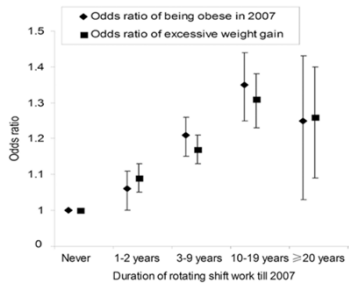 Odds ratio of being obese in 2007
Odds ratio of excessive weight gain
1.5
1.4
1.3
1.2
1.1
1
0
Odds ratio
Never 1-2 years 3-9 years 10-19 years ⩾20 years
Duration of rotating shift work till 2007